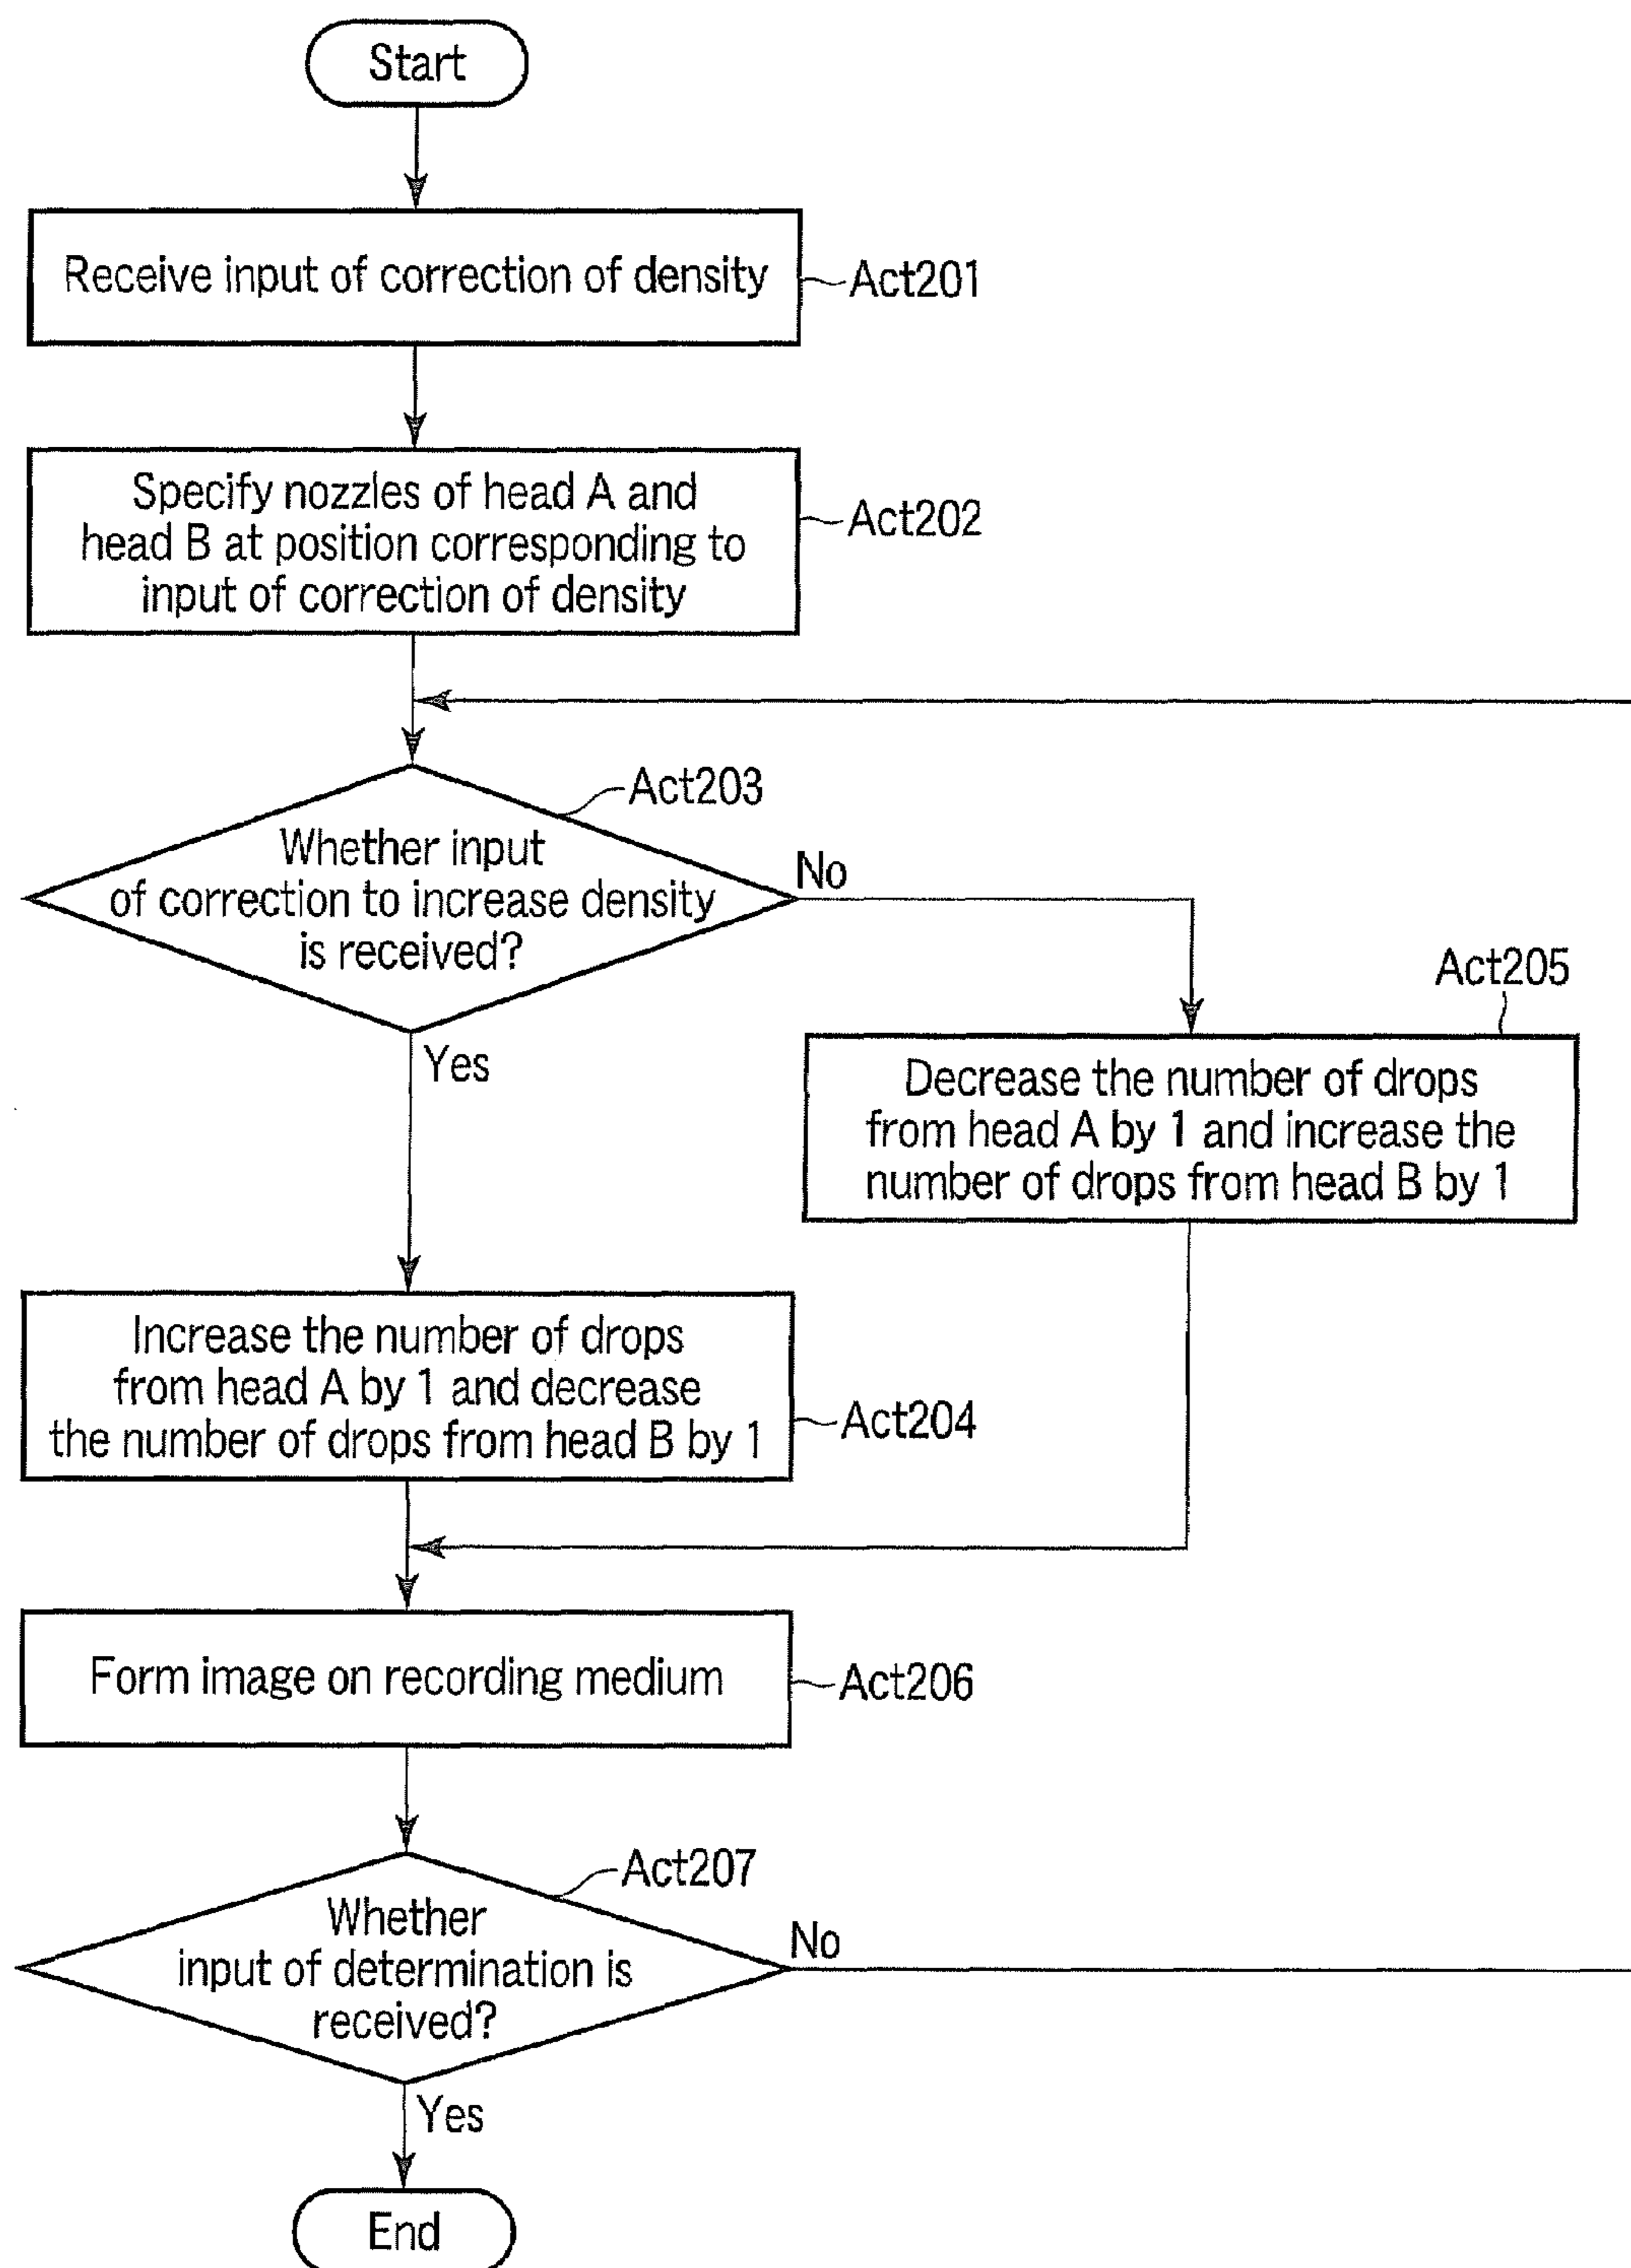 Start
Receive input of correction of density
Act201
Specify nozzles of head A and
head B at position corresponding to
input of correction of density
Act202
Act203
Whether input
of correction to increase density
is received?
No
Yes
Act205
Decrease the number of drops
from head A by 1 and increase the
number of drops from head B by 1
Increase the number of drops
from head A by 1 and decrease
the number of drops from head B by 1
Act204
Form image on recording medium
Act206
Act207
Whether
input of determination is
received?
No
Yes
End